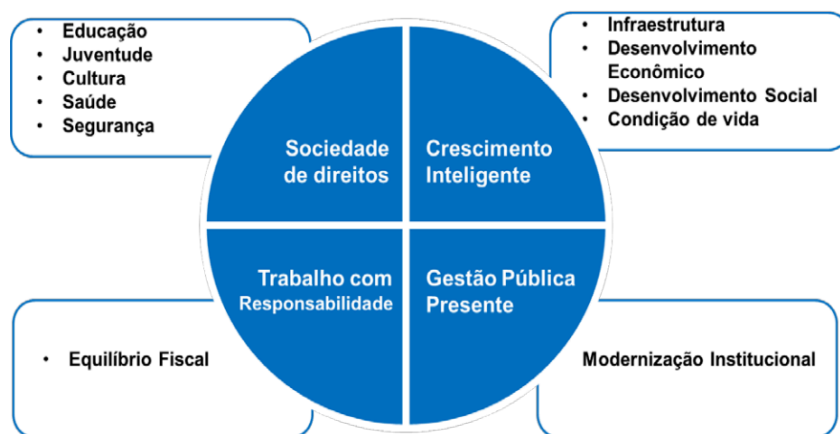 • Educação
• Juventude
• Cultura
• Saúde
• Segurança
• Infraestrutura
• Desenvolvimento
Econômico
• Desenvolvimento Social
• Condição de vida
Sociedade
de direitos
Crescimento
Inteligente
Trabalho com
Responsabilidade
Gestão Pública
Presente
• Equilíbrio Fiscal
Modernização Institucional